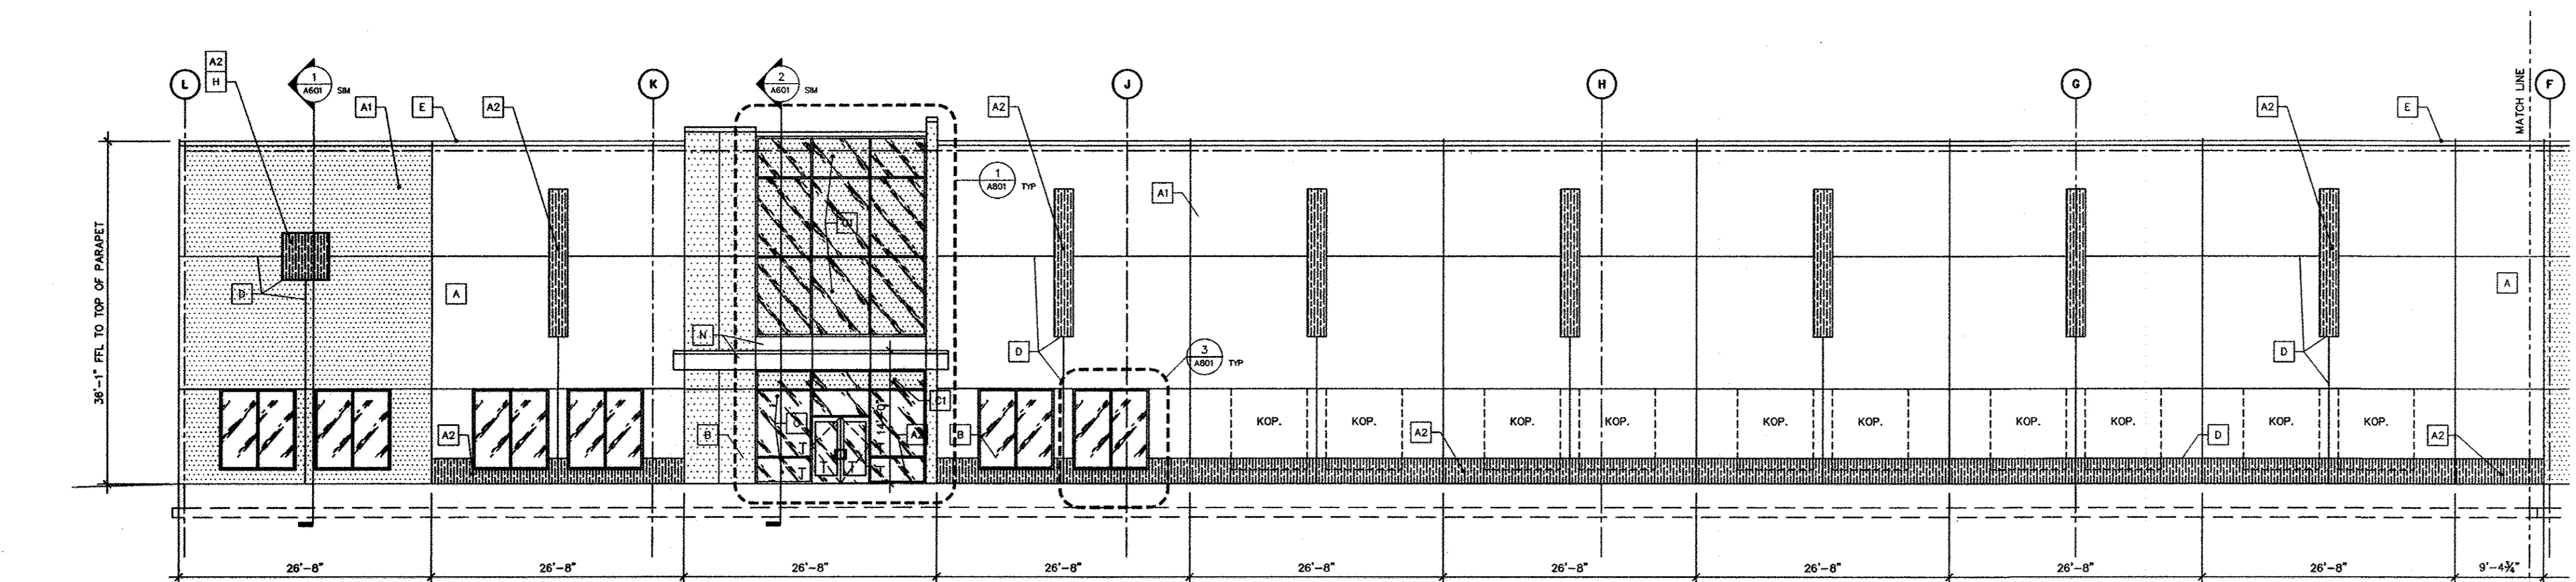 L
A2
H
1
A601
SIM
A1
E
A2
K
2
A601
SIM
A2
J
H
G
A2
E
MATCH LINE
F
1
A801
TYP
A1
36'-1" FFL TO TOP OF PARAPET
D
A
A
N
D
3
A801
TYP
D
C1
A2
B
B
KOP.
KOP.
KOP.
KOP.
KOP.
KOP.
KOP.
KOP.
KOP.
KOP.
A2
D
A2
T
T
T
T
T
T
26'-8"
26'-8"
26'-8"
26'-8"
26'-8"
26'-8"
26'-8"
26'-8"
26'-8"
9'-4¾"